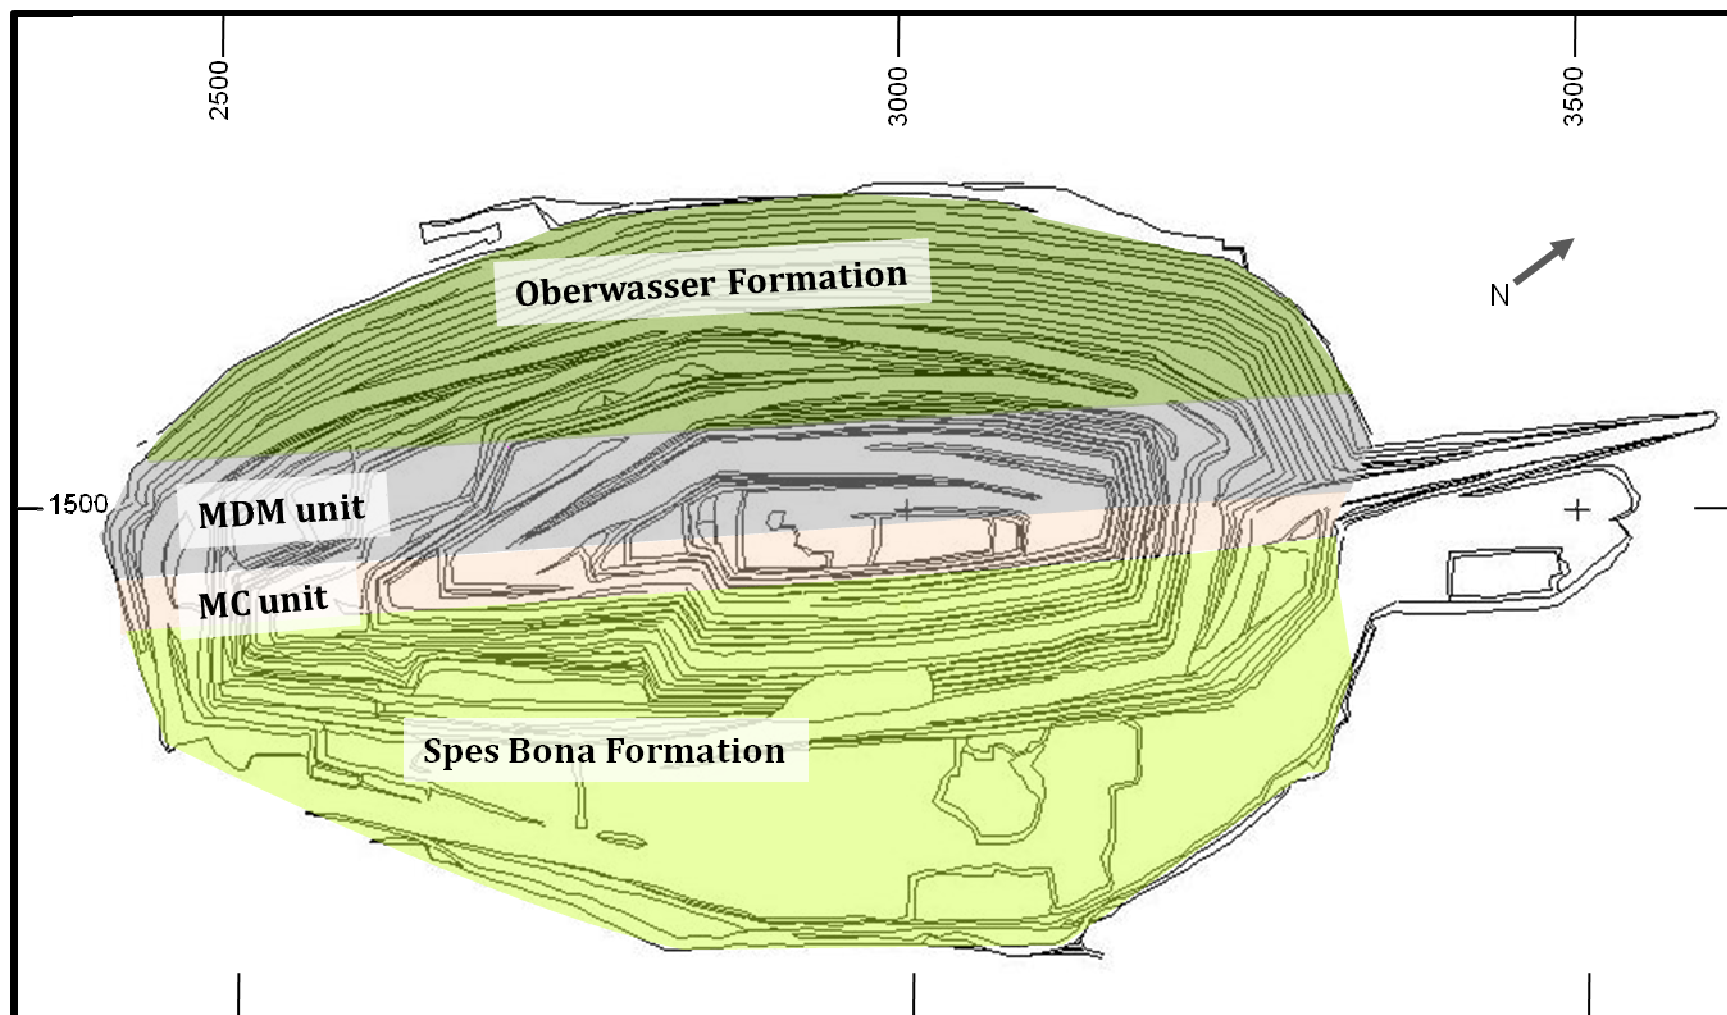 2500
3000
3500
Oberwasser Formation
N
1500
MDM unit
MC unit
Spes Bona Formation